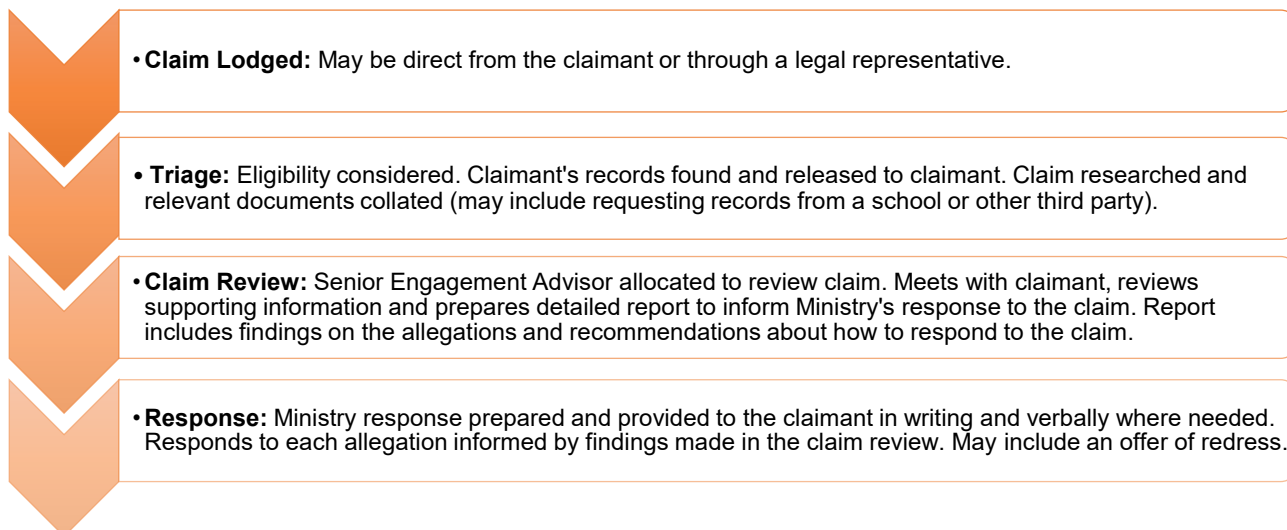 • Claim Lodged: May be direct from the claimant or through a legal representative.
• Triage: Eligibility considered. Claimant's records found and released to claimant. Claim researched and
relevant documents collated (may include requesting records from a school or other third party).
• Claim Review: Senior Engagement Advisor allocated to review claim. Meets with claimant, reviews
supporting information and prepares detailed report to inform Ministry's response to the claim. Report
includes findings on the allegations and recommendations about how to respond to the claim.
• Response: Ministry response prepared and provided to the claimant in writing and verbally where needed.
Responds to each allegation informed by findings made in the claim review. May include an offer of redress.